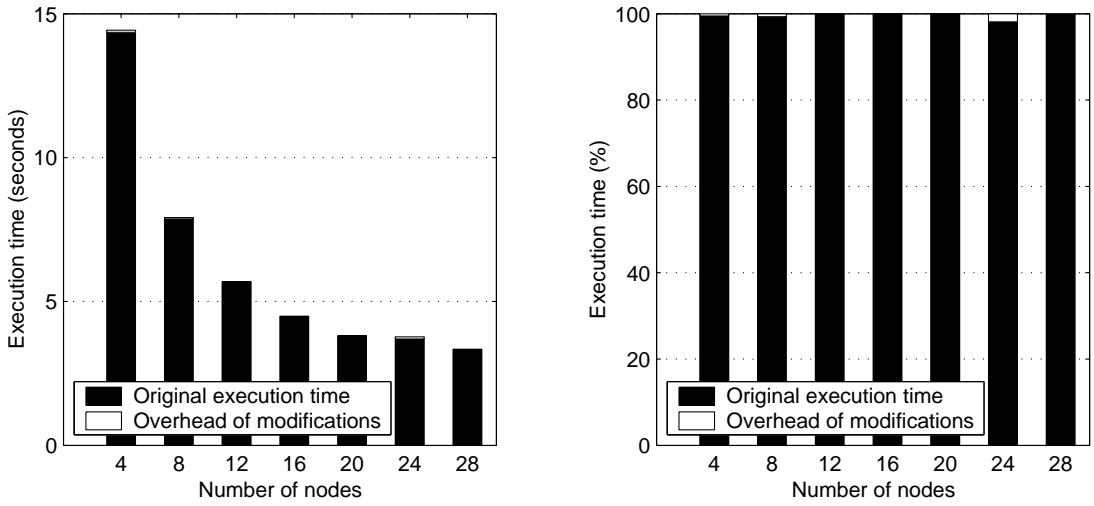 15
10
5
0
Execution time (seconds)
Original execution time
Overhead of modifications
4 8 12 16 20 24 28
Number of nodes
100
80
60
40
20
0
Execution time (%)
Original execution time
Overhead of modifications
4 8 12 16 20 24 28
Number of nodes